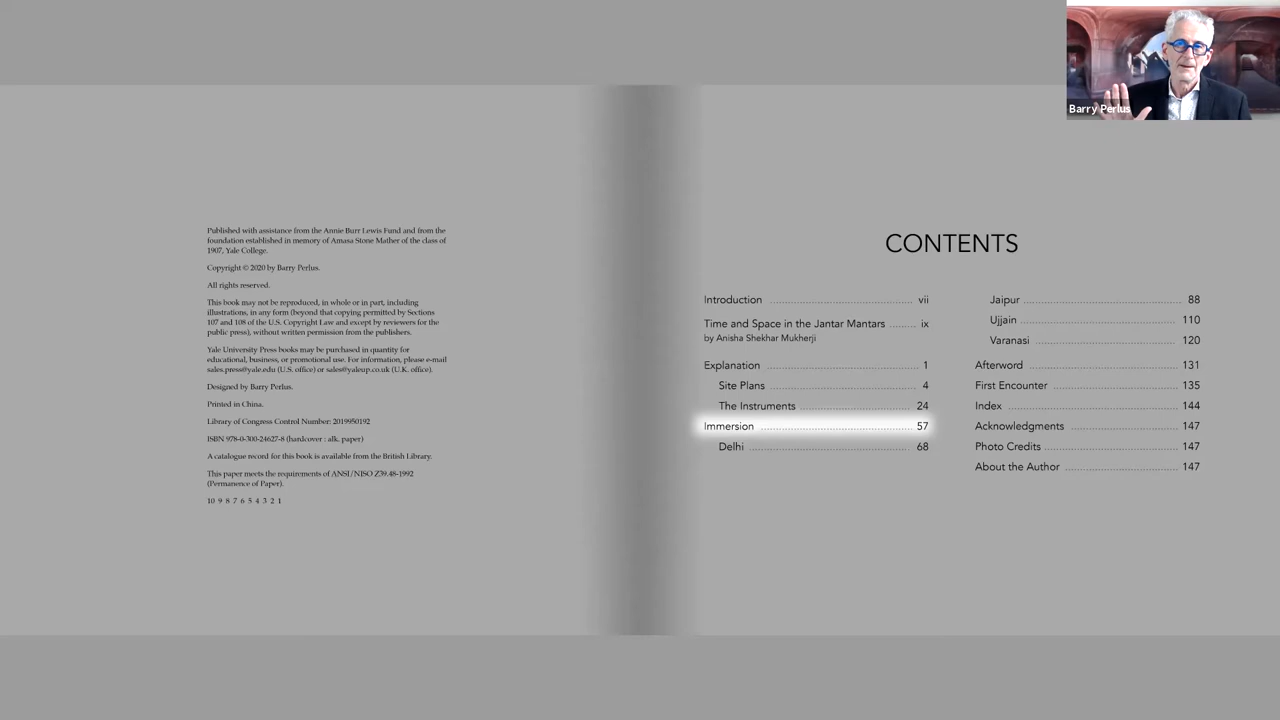 Barry Perlus
Published with assistance from the Annie Burr Lewis Fund and from the
foundation established in memory of Amasa Stone Mather of the class of
1907, Yale College.
Copyright © 2020 by Barry Perlus.
All rights reserved.
This book may not be reproduced, in whole or in part, including
illustrations, in any form (beyond that copying permitted by Sections
107 and 108 of the U.S. Copyright Law and except by reviewers for the
public press), without written permission from the publishers.
Yale University Press books may be purchased in quantity for
educational, business, or promotional use. For information, please e-mail
sales.press@yale.edu (U.S. office) or sales@yaleup.co.uk (U.K. office).
Designed by Barry Perlus.
Printed in China.
Library of Congress Control Number: 2019950192
ISBN 978-0-300-24627-8 (hardcover : alk. paper)
A catalogue record for this book is available from the British Library.
This paper meets the requirements of ANSI/NISO Z39.48-1992
(Permanence of Paper).
10 9 8 7 6 5 4 3 2 1
CONTENTS
Introduction ........................................ vii
Time and Space in the Jantar Mantars ......... ix
by Anisha Shekhar Mukherji
Explanation ........................................ 1
Site Plans ........................................ 4
The Instruments ................................ 24
Immersion ........................................ 57
Delhi ........................................ 68
Jaipur ........................................ 88
Ujjain ........................................ 110
Varanasi ........................................ 120
Afterword ........................................ 131
First Encounter ................................ 135
Index ........................................ 144
Acknowledgments ............................ 147
Photo Credits ................................ 147
About the Author ............................ 147